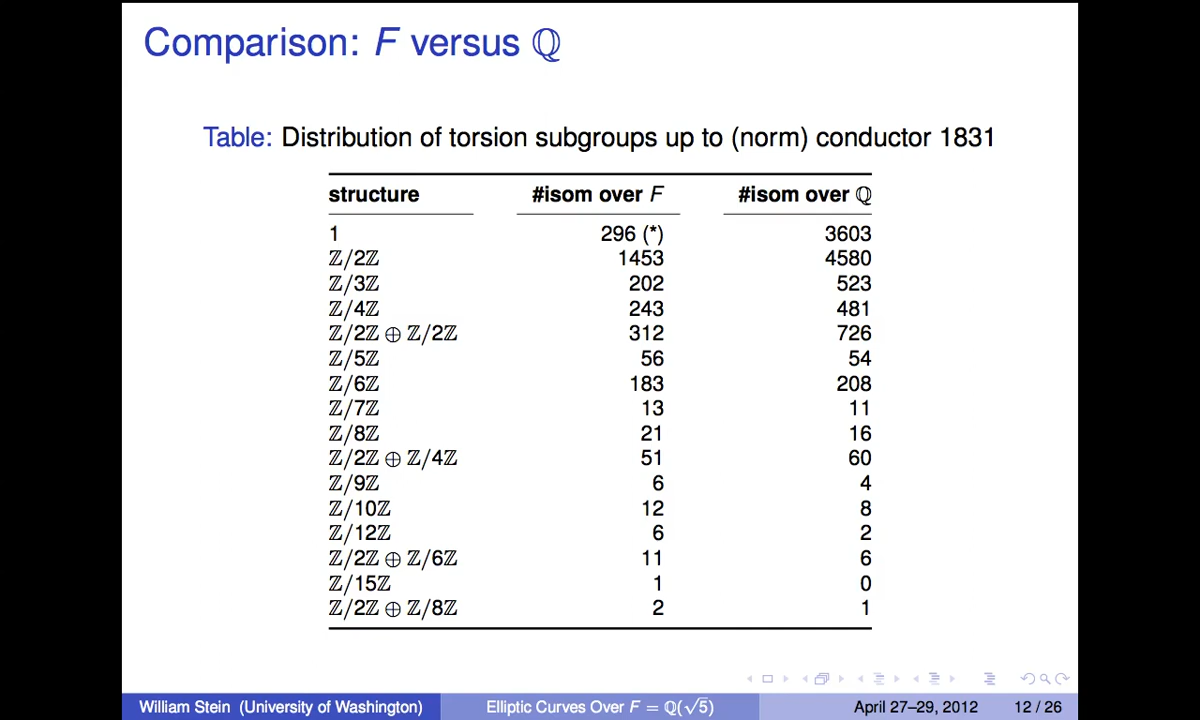 Comparison: F versus ℚ
Table: Distribution of torsion subgroups up to (norm) conductor 1831
structure #isom over F #isom over ℚ
1 296 (*) 3603
ℤ/2ℤ 1453 4580
ℤ/3ℤ 202 523
ℤ/4ℤ 243 481
ℤ/2ℤ ⊕ ℤ/2ℤ 312 726
ℤ/5ℤ 56 54
ℤ/6ℤ 183 208
ℤ/7ℤ 13 11
ℤ/8ℤ 21 16
ℤ/2ℤ ⊕ ℤ/4ℤ 51 60
ℤ/9ℤ 6 4
ℤ/10ℤ 12 8
ℤ/12ℤ 6 2
ℤ/2ℤ ⊕ ℤ/6ℤ 11 6
ℤ/15ℤ 1 0
ℤ/2ℤ ⊕ ℤ/8ℤ 2 1
William Stein (University of Washington) Elliptic Curves Over F = ℚ(√5) April 27–29, 2012 12 / 26